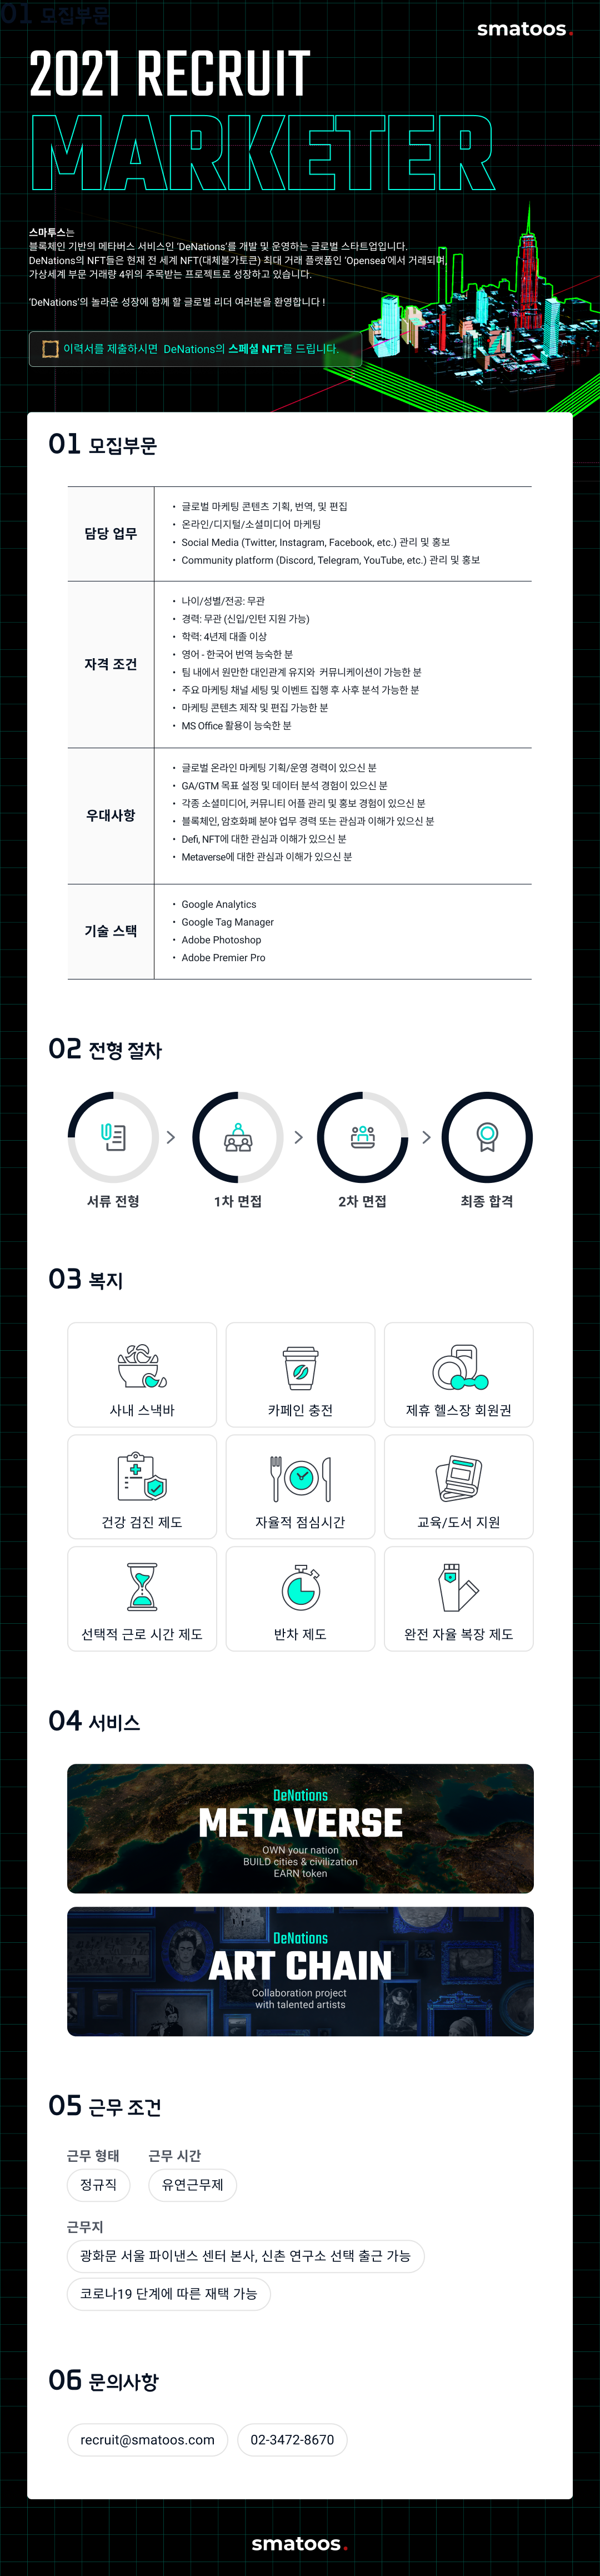 01 모집부문
smatoos.
2021 RECRUIT
MARKETER
스마투스는
블록체인 기반의 메타버스 서비스인 ‘DeNations’를 개발 및 운영하는 글로벌 스타트업입니다.
DeNations의 NFT들은 현재 전 세계 NFT(대체불가토큰) 최대 거래 플랫폼인 ‘Opensea’에서 거래되며,
가상세계 부문 거래량 4위의 주목받는 프로젝트로 성장하고 있습니다.
‘DeNations’의 놀라운 성장에 함께 할 글로벌 리더 여러분을 환영합니다 !
이력서를 제출하시면 DeNations의 스페셜 NFT를 드립니다.
01 모집부문
담당 업무
• 글로벌 마케팅 콘텐츠 기획, 번역, 및 편집
• 온라인/디지털/소셜미디어 마케팅
• Social Media (Twitter, Instagram, Facebook, etc.) 관리 및 홍보
• Community platform (Discord, Telegram, YouTube, etc.) 관리 및 홍보
자격 조건
• 나이/성별/전공: 무관
• 경력: 무관 (신입/인턴 지원 가능)
• 학력: 4년제 대졸 이상
• 영어 - 한국어 번역 능숙한 분
• 팀 내에서 원만한 대인관계 유지와 커뮤니케이션이 가능한 분
• 주요 마케팅 채널 세팅 및 이벤트 집행 후 사후 분석 가능한 분
• 마케팅 콘텐츠 제작 및 편집 가능한 분
• MS Office 활용이 능숙한 분
우대사항
• 글로벌 온라인 마케팅 기획/운영 경력이 있으신 분
• GA/GTM 목표 설정 및 데이터 분석 경험이 있으신 분
• 각종 소셜미디어, 커뮤니티 어플 관리 및 홍보 경험이 있으신 분
• 블록체인, 암호화폐 분야 업무 경력 또는 관심과 이해가 있으신 분
• Defi, NFT에 대한 관심과 이해가 있으신 분
• Metaverse에 대한 관심과 이해가 있으신 분
기술 스택
• Google Analytics
• Google Tag Manager
• Adobe Photoshop
• Adobe Premier Pro
02 전형 절차
서류 전형
1차 면접
2차 면접
최종 합격
03 복지
사내 스낵바
카페인 충전
제휴 헬스장 회원권
건강 검진 제도
자율적 점심시간
교육/도서 지원
선택적 근로 시간 제도
반차 제도
완전 자율 복장 제도
04 서비스
DeNations
METAVERSE
OWN your nation
BUILD cities & civilization
EARN token
DeNations
ART CHAIN
Collaboration project
with talented artists
05 근무 조건
근무 형태
근무 시간
정규직
유연근무제
근무지
광화문 서울 파이낸스 센터 본사, 신촌 연구소 선택 출근 가능
코로나19 단계에 따른 재택 가능
06 문의사항
recruit@smatoos.com
02-3472-8670
smatoos.